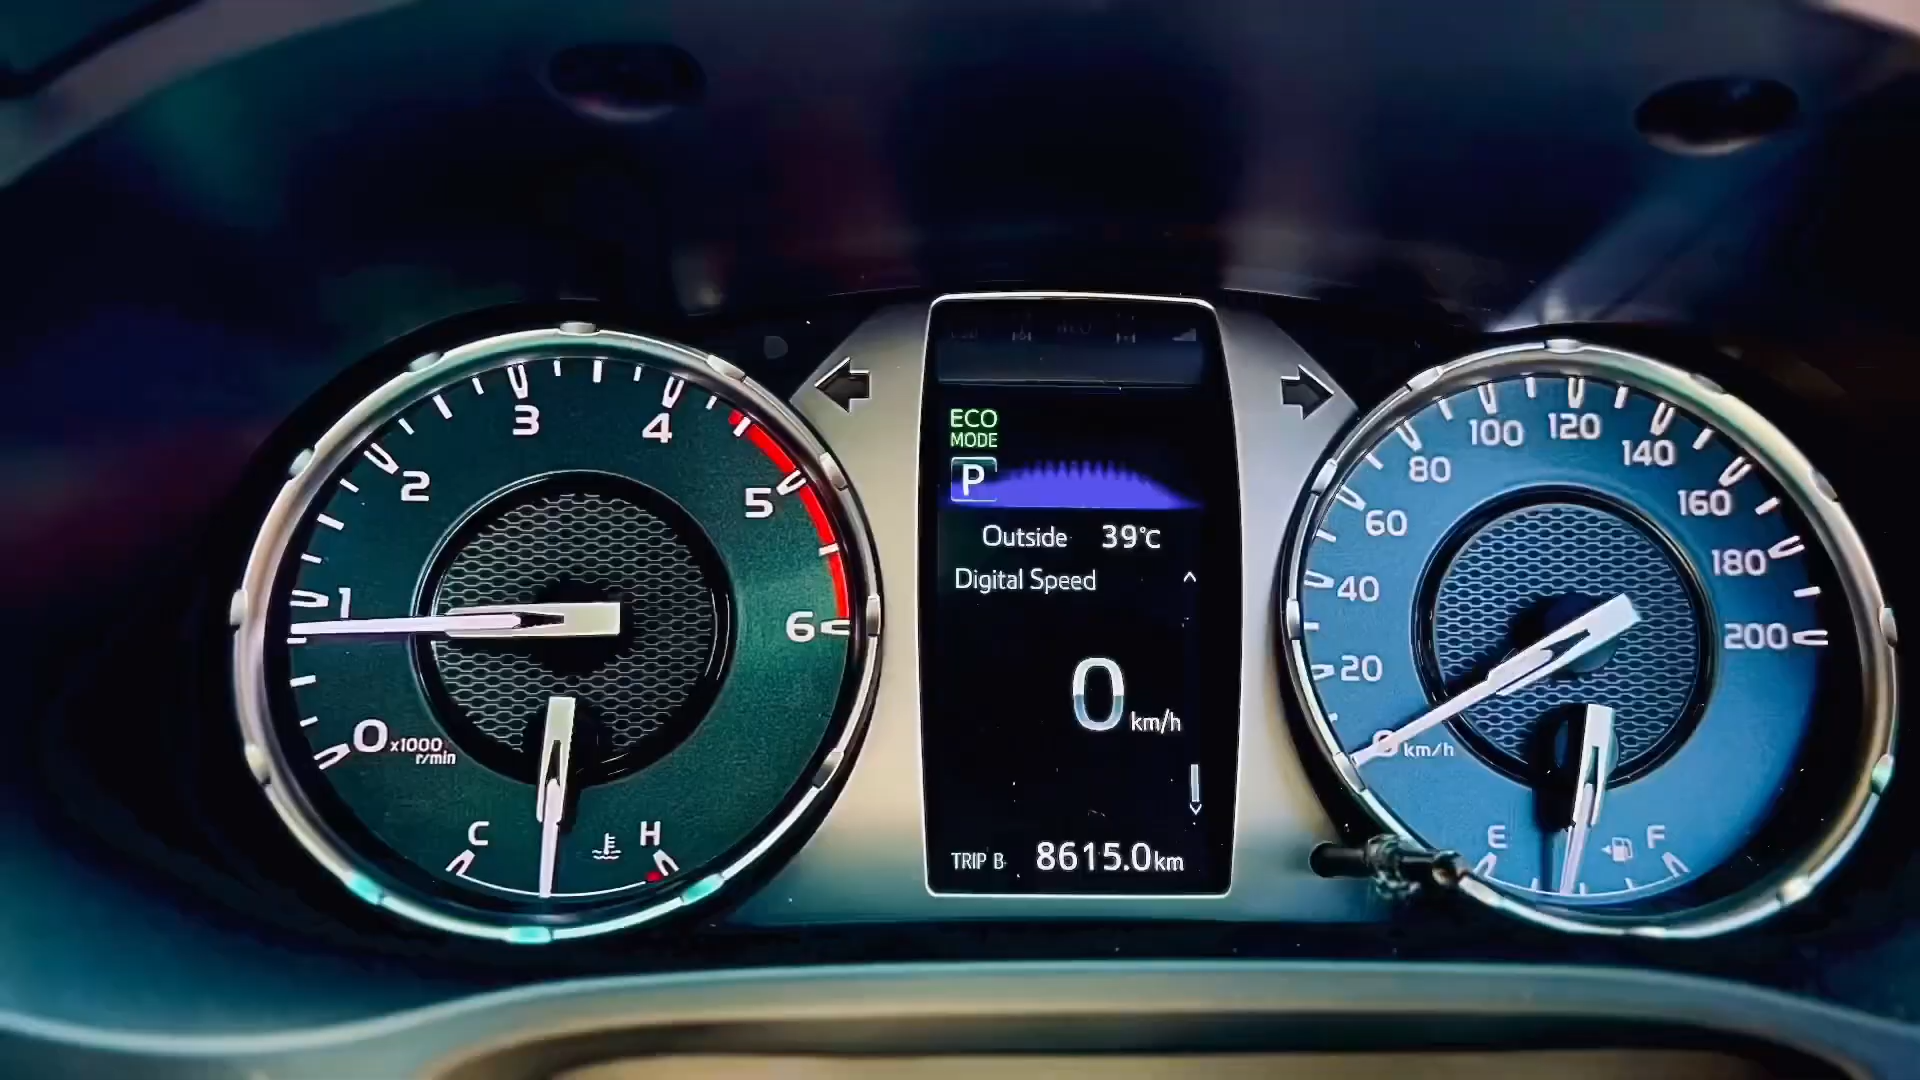 1
2
3
4
5
6
0 x1000
r/min
C
H
ECO
MODE
P
Outside 39°C
Digital Speed
0 km/h
TRIP B 8615.0km
0 km/h
20
40
60
80
100
120
140
160
180
200
E
F